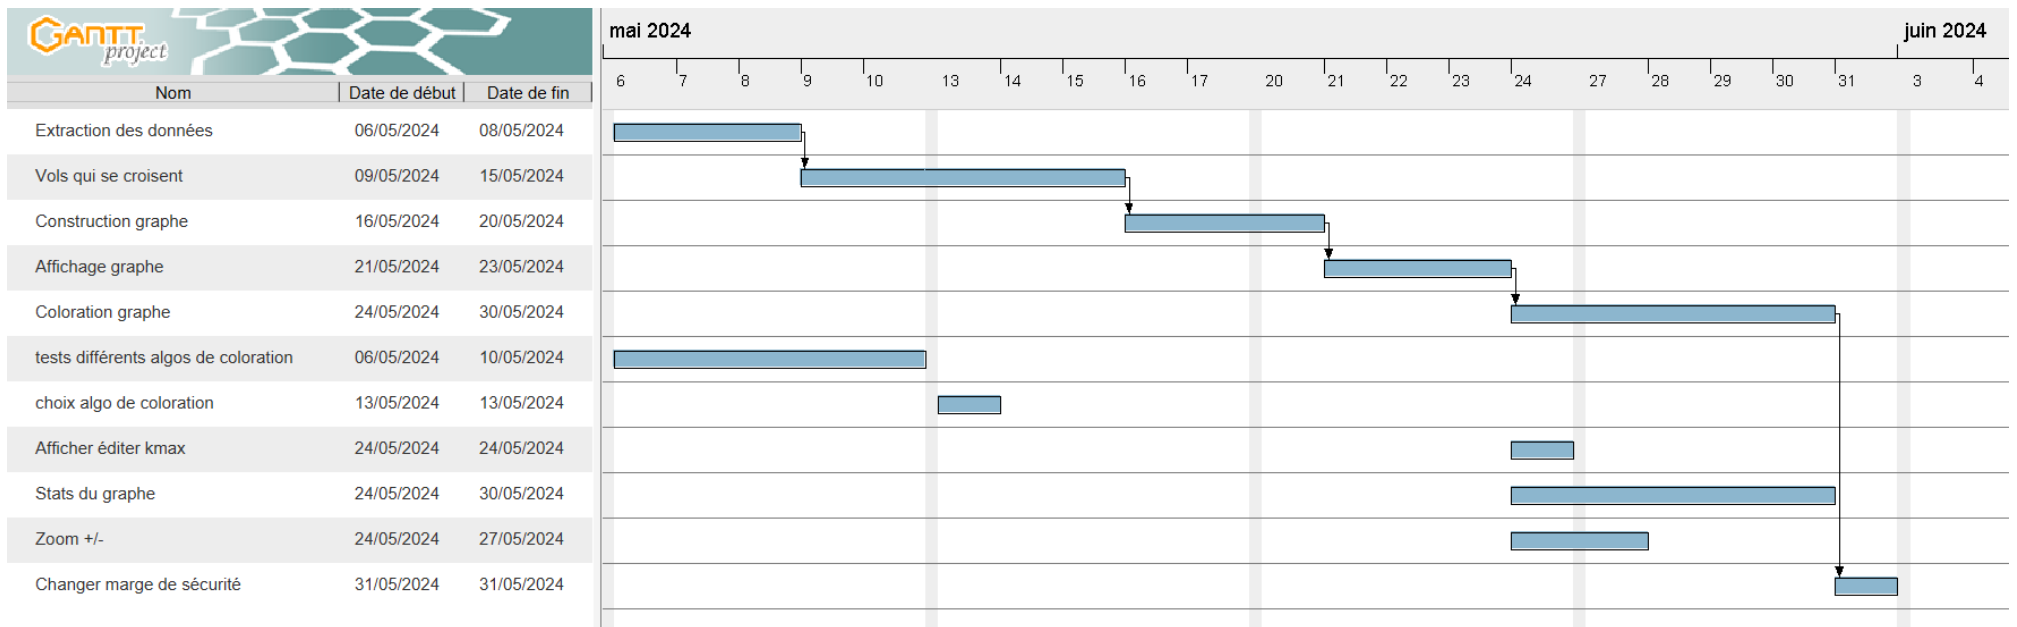 GANTT
project
mai 2024
juin 2024
6 7 8 9 10 13 14 15 16 17 20 21 22 23 24 27 28 29 30 31 3 4
Nom Date de début Date de fin
Extraction des données 06/05/2024 08/05/2024
Vols qui se croisent 09/05/2024 15/05/2024
Construction graphe 16/05/2024 20/05/2024
Affichage graphe 21/05/2024 23/05/2024
Coloration graphe 24/05/2024 30/05/2024
tests différents algos de coloration 06/05/2024 10/05/2024
choix algo de coloration 13/05/2024 13/05/2024
Afficher éditer kmax 24/05/2024 24/05/2024
Stats du graphe 24/05/2024 30/05/2024
Zoom +/- 24/05/2024 27/05/2024
Changer marge de sécurité 31/05/2024 31/05/2024